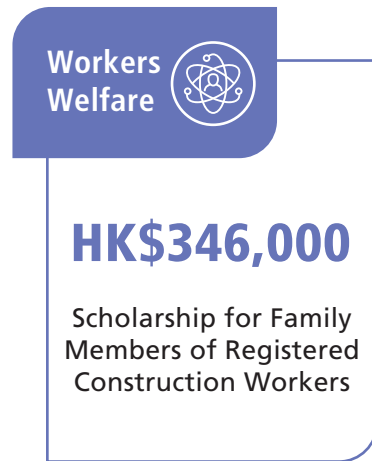 Workers
Welfare
HK$346,000
Scholarship for Family
Members of Registered
Construction Workers